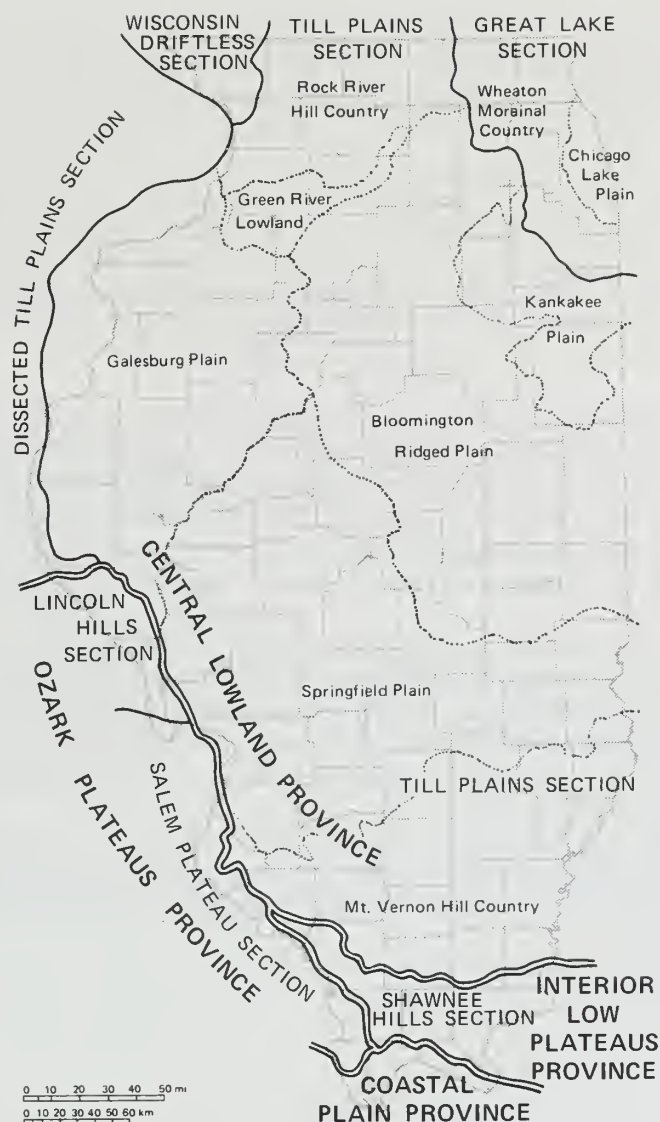 WISCONSIN
DRIFTLESS
SECTION
TILL PLAINS
SECTION
GREAT LAKE
SECTION
Rock River
Hill Country
Wheaton
Morainal
Country
Chicago
Lake
Plain
DISSECTED TILL PLAINS SECTION
Green River
Lowland
Kankakee
Plain
Galesburg Plain
Bloomington
Ridged Plain
CENTRAL LOWLAND PROVINCE
LINCOLN
HILLS
SECTION
OZARK PLATEAUS PROVINCE
Springfield Plain
SALEM PLATEAU SECTION
TILL PLAINS SECTION
Mt. Vernon Hill Country
SHAWNEE
HILLS SECTION
INTERIOR
LOW
PLATEAUS
PROVINCE
COASTAL
PLAIN PROVINCE
0 10 20 30 40 50 mi
0 10 20 30 40 50 60 km